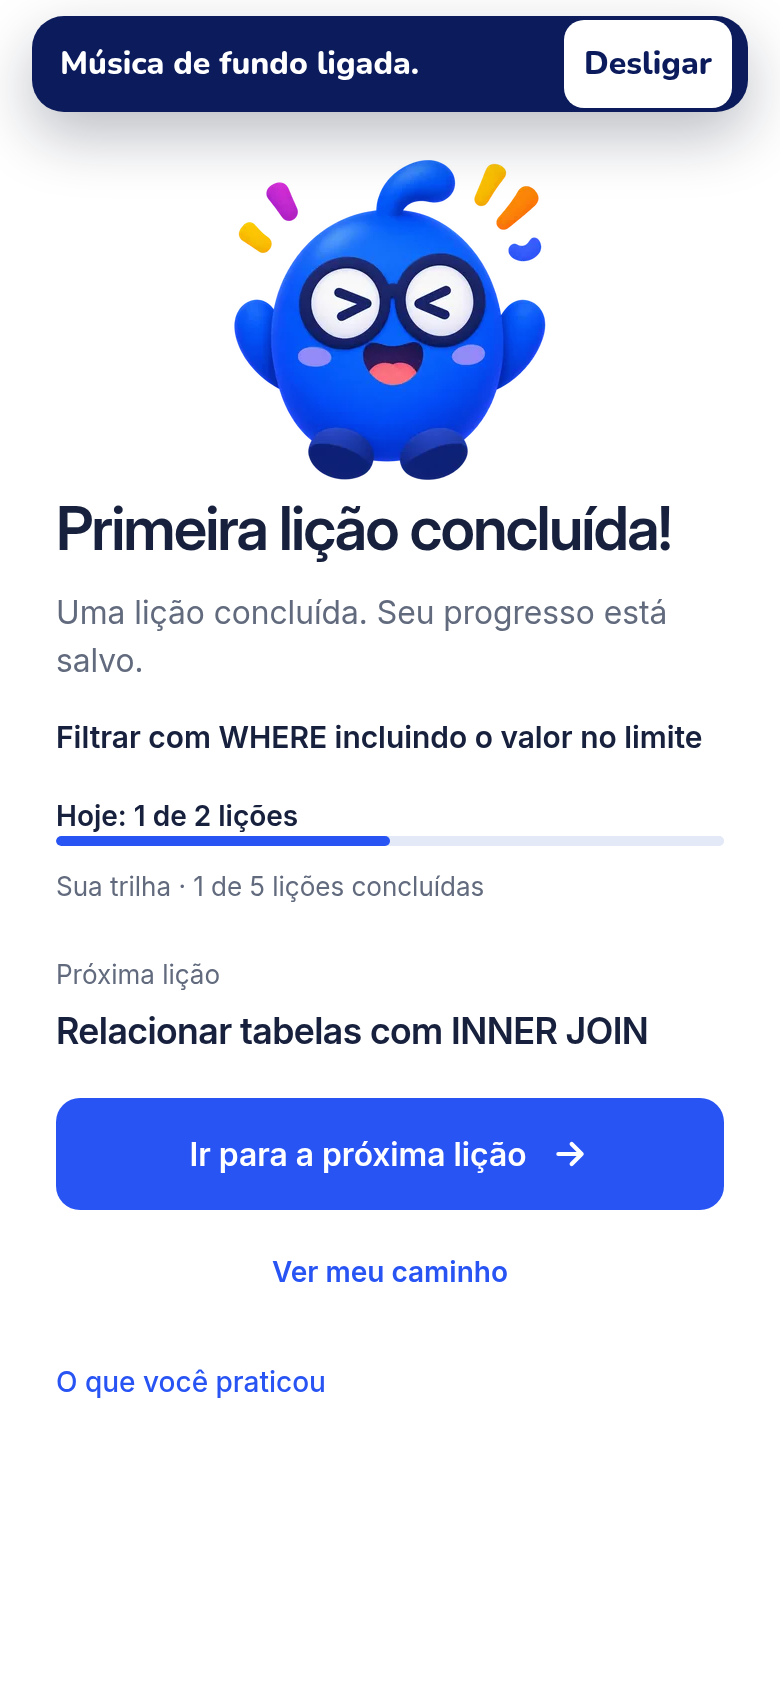 Música de fundo ligada.
Desligar
Primeira lição concluída!
Uma lição concluída. Seu progresso está
salvo.
Filtrar com WHERE incluindo o valor no limite
Hoje: 1 de 2 lições
Sua trilha · 1 de 5 lições concluídas
Próxima lição
Relacionar tabelas com INNER JOIN
Ir para a próxima lição →
Ver meu caminho
O que você praticou